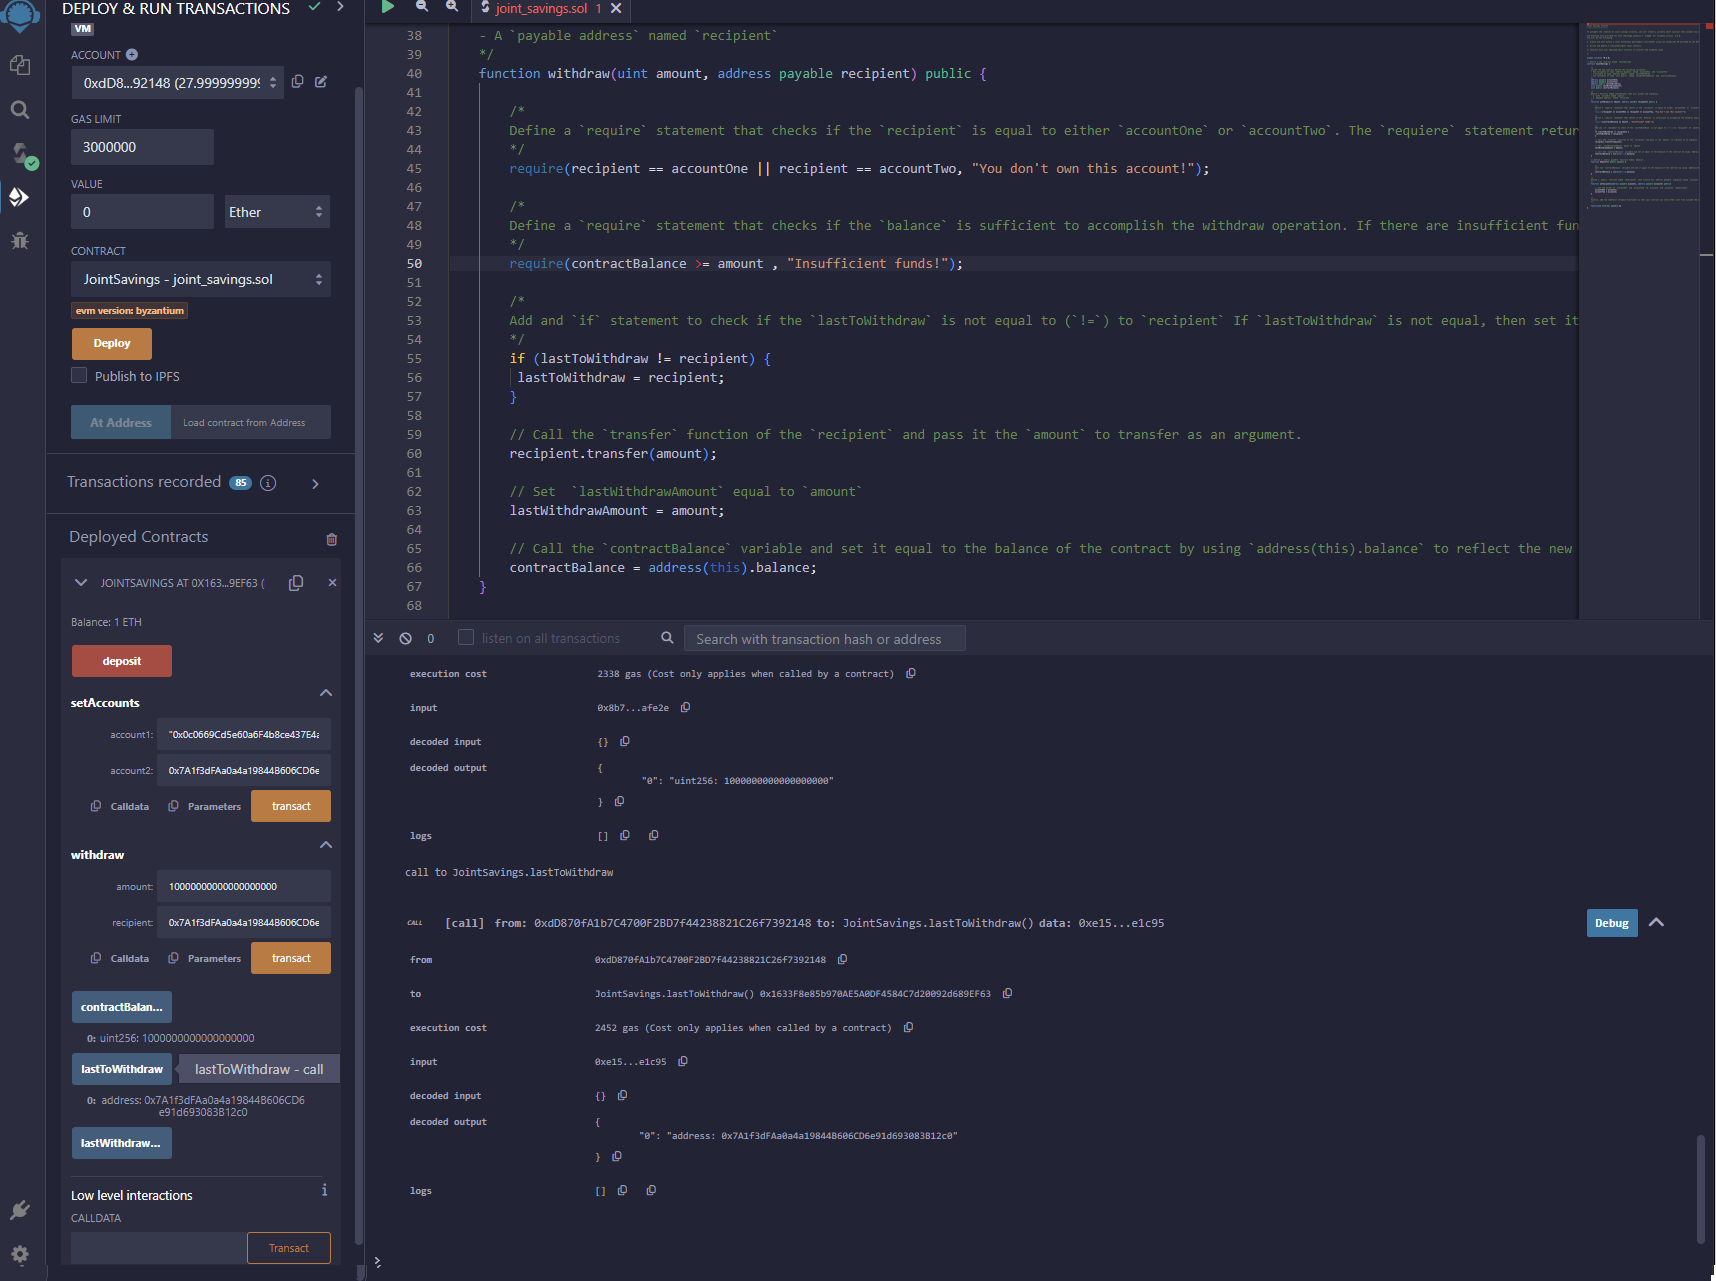 DEPLOY & RUN TRANSACTIONS
VM
ACCOUNT
0xdD8...92148 (27.999999999
GAS LIMIT
3000000
VALUE
0
Ether
CONTRACT
JointSavings - joint_savings.sol
evm version: byzantium
Deploy
Publish to IPFS
At Address
Load contract from Address
Transactions recorded 85 i
Deployed Contracts
JOINTSAVINGS AT 0X163...9EF63 (
Balance: 1 ETH
deposit
setAccounts
account1: "0x0c0669Cd5e60a6F4b8ce437E4a
account2: 0x7A1f3dFAa0a4a19844B606CD6e
Calldata Parameters transact
withdraw
amount: 10000000000000000000
recipient: 0x7A1f3dFAa0a4a19844B606CD6e
Calldata Parameters transact
contractBalan...
0: uint256: 1000000000000000000
lastToWithdraw
lastToWithdraw - call
0: address: 0x7A1f3dFAa0a4a19844B606CD6
e91d693083B12c0
lastWithdraw...
Low level interactions
CALLDATA
Transact
joint_savings.sol 1
38 - A `payable address` named `recipient`
39 */
40 function withdraw(uint amount, address payable recipient) public {
41
42 /*
43 Define a `require` statement that checks if the `recipient` is equal to either `accountOne` or `accountTwo`. The `requiere` statement retur
44 */
45 require(recipient == accountOne || recipient == accountTwo, "You don't own this account!");
46
47 /*
48 Define a `require` statement that checks if the `balance` is sufficient to accomplish the withdraw operation. If there are insufficient fun
49 */
50 require(contractBalance >= amount , "Insufficient funds!");
51
52 /*
53 Add and `if` statement to check if the `lastToWithdraw` is not equal to (`!=`) to `recipient` If `lastToWithdraw` is not equal, then set it
54 */
55 if (lastToWithdraw != recipient) {
56 lastToWithdraw = recipient;
57 }
58
59 // Call the `transfer` function of the `recipient` and pass it the `amount` to transfer as an argument.
60 recipient.transfer(amount);
61
62 // Set  `lastWithdrawAmount` equal to `amount`
63 lastWithdrawAmount = amount;
64
65 // Call the `contractBalance` variable and set it equal to the balance of the contract by using `address(this).balance` to reflect the new
66 contractBalance = address(this).balance;
67 }
68
0 listen on all transactions Search with transaction hash or address
execution cost 2338 gas (Cost only applies when called by a contract)
input 0x8b7...afe2e
decoded input {}
decoded output {
"0": "uint256: 1000000000000000000"
}
logs []
call to JointSavings.lastToWithdraw
CALL [call] from: 0xdD870fA1b7C4700F2BD7f44238821C26f7392148 to: JointSavings.lastToWithdraw() data: 0xe15...e1c95 Debug
from 0xdD870fA1b7C4700F2BD7f44238821C26f7392148
to JointSavings.lastToWithdraw() 0x1633F8e85b970AE5A0DF4584C7d20092d689EF63
execution cost 2452 gas (Cost only applies when called by a contract)
input 0xe15...e1c95
decoded input {}
decoded output {
"0": "address: 0x7A1f3dFAa0a4a19844B606CD6e91d693083B12c0"
}
logs []